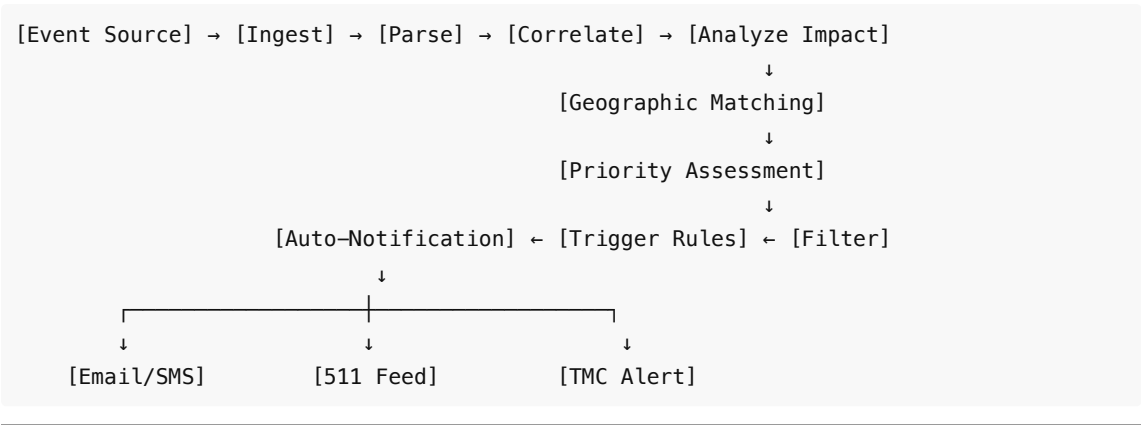 [Event Source] → [Ingest] → [Parse] → [Correlate] → [Analyze Impact]
↓
[Geographic Matching]
↓
[Priority Assessment]
↓
[Auto–Notification] ← [Trigger Rules] ← [Filter]
↓
↓ ↓ ↓
[Email/SMS] [511 Feed] [TMC Alert]